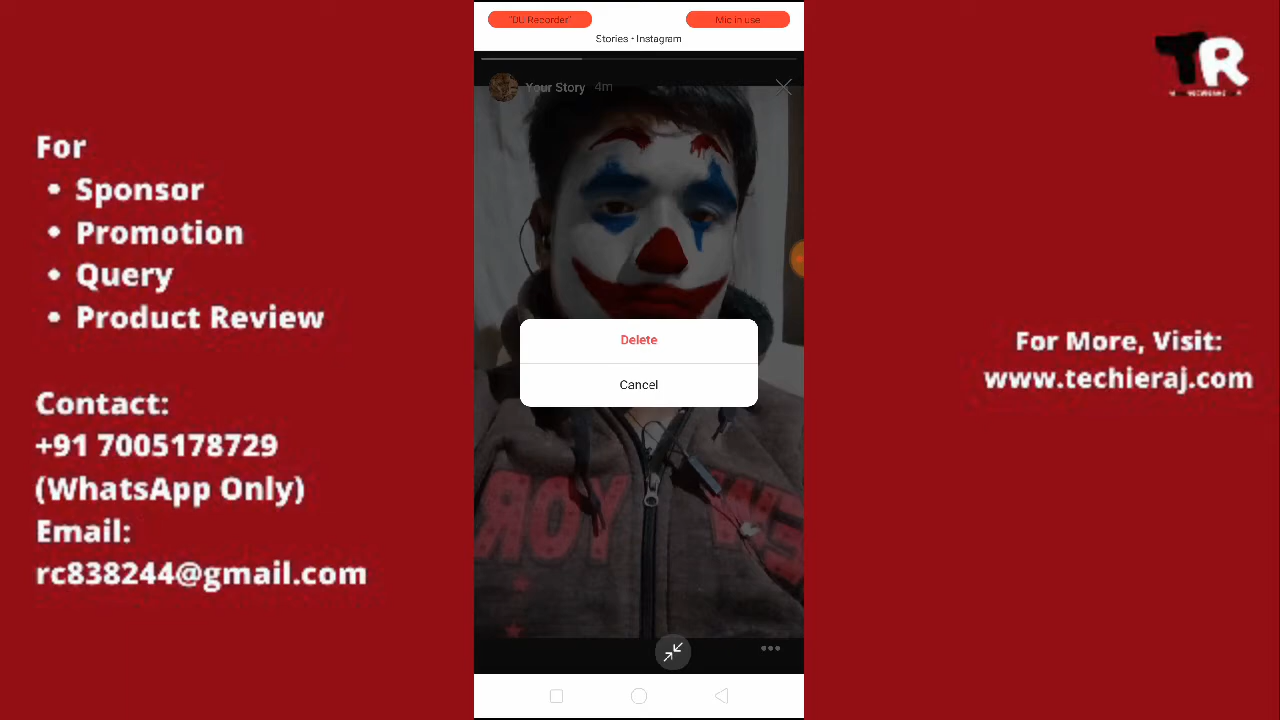 "DU Recorder"
Mic in use
Stories - Instagram
TR
For
• Sponsor
• Promotion
• Query
• Product Review
Contact:
+91 7005178729
(WhatsApp Only)
Email:
rc838244@gmail.com
Your Story 4m
Delete
Cancel
For More, Visit:
www.techieraj.com